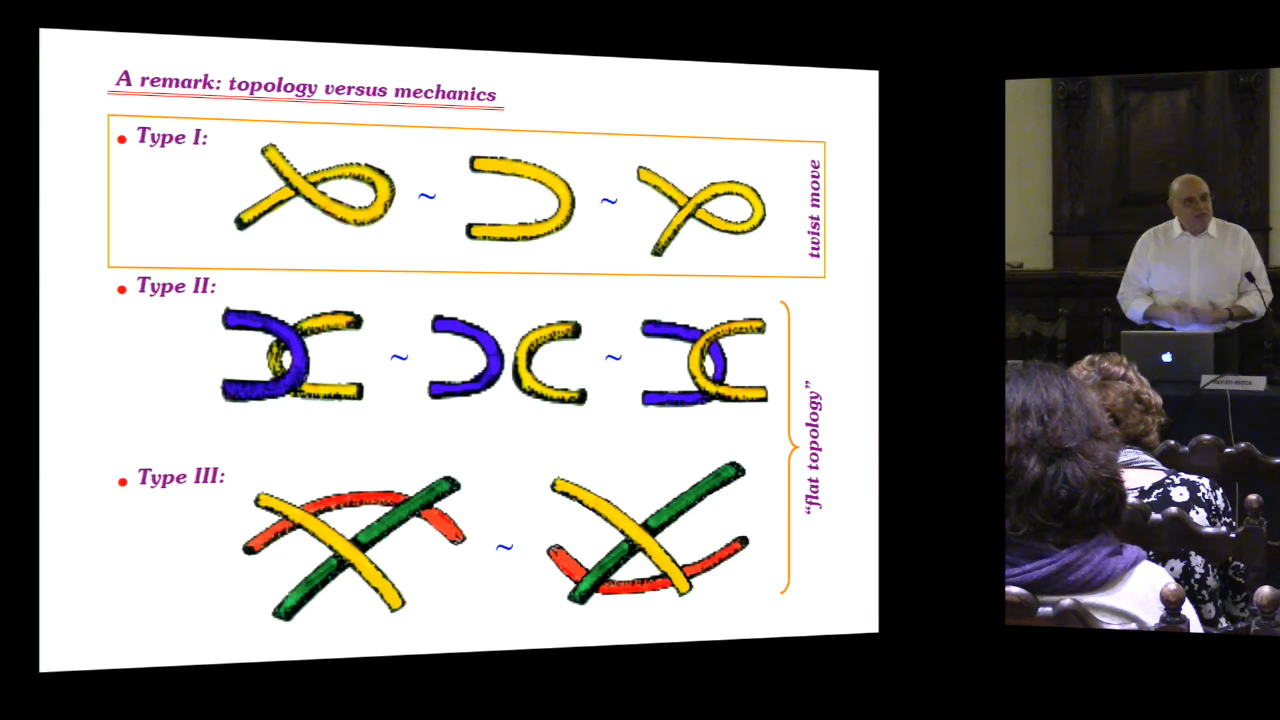 A remark: topology versus mechanics
• Type I:
~
~
twist move
• Type II:
~
~
• Type III:
~
“flat topology”